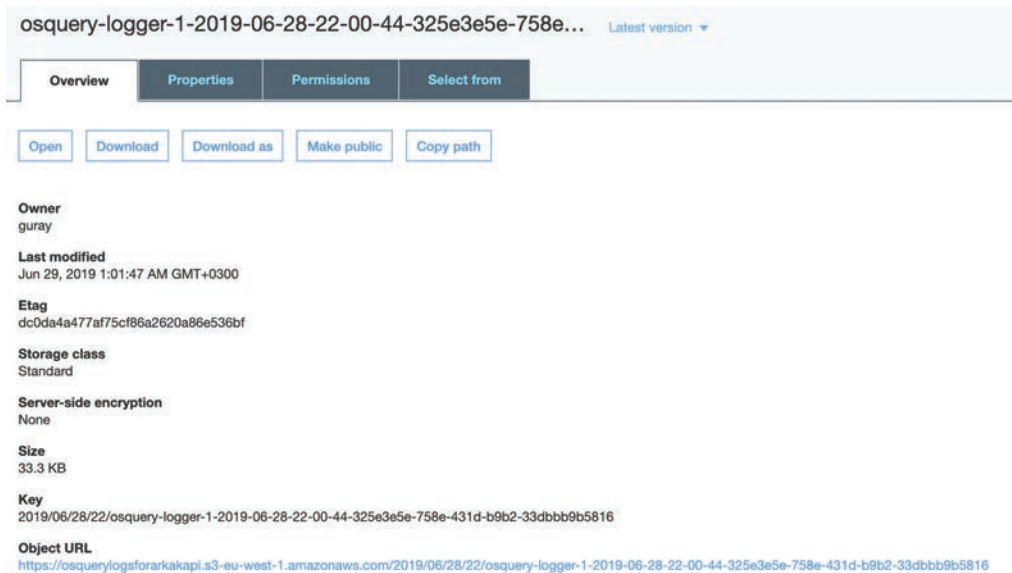 osquery-logger-1-2019-06-28-22-00-44-325e3e5e-758e... Latest version
Overview Properties Permissions Select from
Open Download Download as Make public Copy path
Owner
guray
Last modified
Jun 29, 2019 1:01:47 AM GMT+0300
Etag
dc0da4a477af75cf86a2620a86e536bf
Storage class
Standard
Server-side encryption
None
Size
33.3 KB
Key
2019/06/28/22/osquery-logger-1-2019-06-28-22-00-44-325e3e5e-758e-431d-b9b2-33dbbb9b5816
Object URL
https://osquerylogsforarkakapi.s3-eu-west-1.amazonaws.com/2019/06/28/22/osquery-logger-1-2019-06-28-22-00-44-325e3e5e-758e-431d-b9b2-33dbbb9b5816